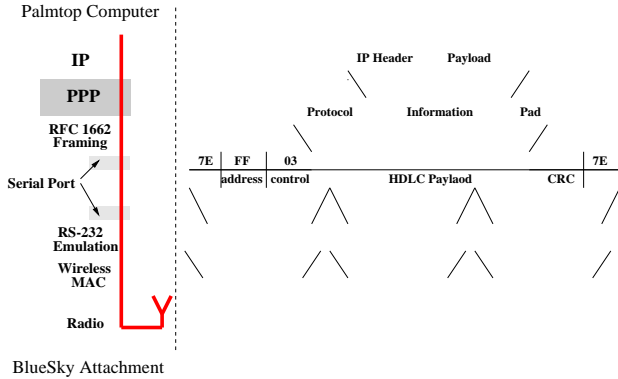 Palmtop Computer
IP
PPP
RFC 1662
Framing
Serial Port
RS-232
Emulation
Wireless
MAC
Radio
BlueSky Attachment
IP Header Payload
Protocol Information Pad
7E FF 03 7E
address control HDLC Paylaod CRC